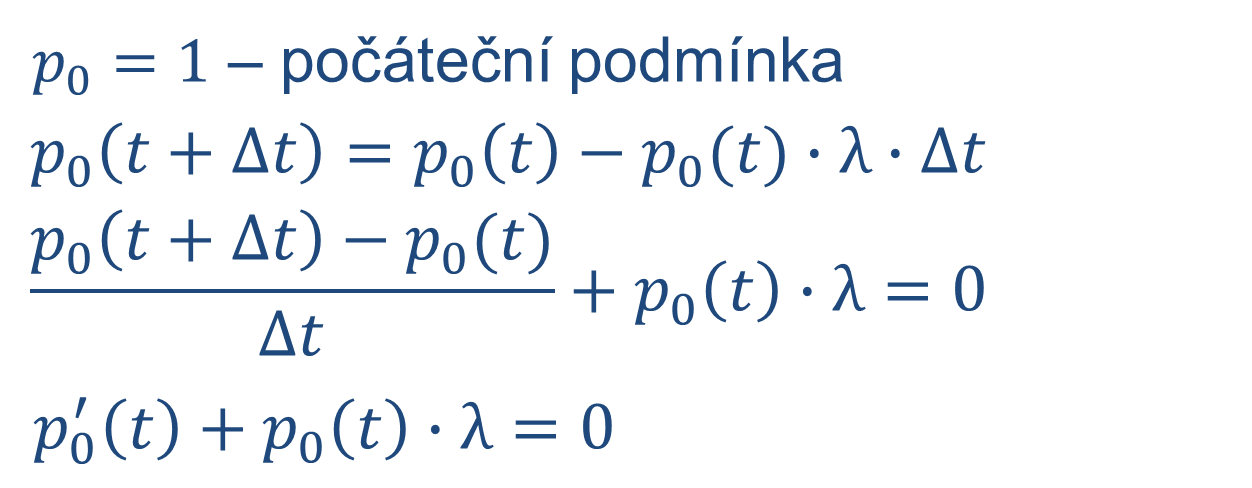 p₀ = 1 – počáteční podmínka
p₀(t + Δt) = p₀(t) − p₀(t) · λ · Δt
(p₀(t + Δt) − p₀(t)) / Δt + p₀(t) · λ = 0
p₀′(t) + p₀(t) · λ = 0